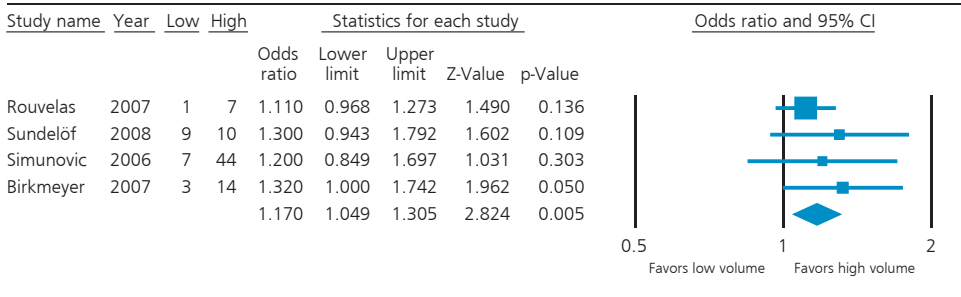 Study name Year Low High Statistics for each study Odds ratio and 95% CI
Odds ratio Lower limit Upper limit Z-Value p-Value
Rouvelas 2007 1 7 1.110 0.968 1.273 1.490 0.136
Sundelöf 2008 9 10 1.300 0.943 1.792 1.602 0.109
Simunovic 2006 7 44 1.200 0.849 1.697 1.031 0.303
Birkmeyer 2007 3 14 1.320 1.000 1.742 1.962 0.050
1.170 1.049 1.305 2.824 0.005
0.5 1 2
Favors low volume Favors high volume